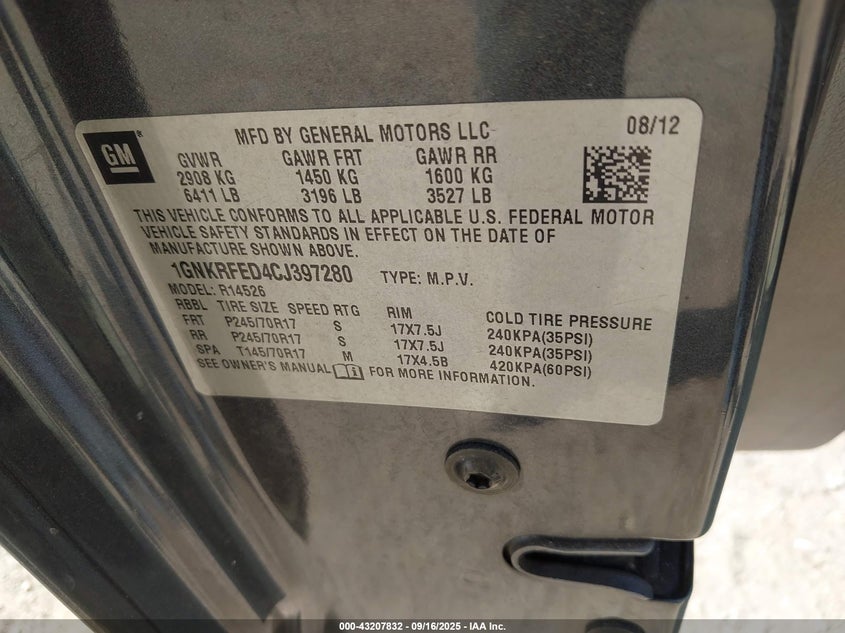 GM
MFD BY GENERAL MOTORS LLC 08/12
GVWR GAWR FRT GAWR RR
2908 KG 1450 KG 1600 KG
6411 LB 3196 LB 3527 LB
THIS VEHICLE CONFORMS TO ALL APPLICABLE U.S. FEDERAL MOTOR
VEHICLE SAFETY STANDARDS IN EFFECT ON THE DATE OF
MANUFACTURE SHOWN ABOVE.
1GNKRFED4CJ397280 TYPE: M.P.V.
MODEL: R14526
RBBL TIRE SIZE SPEED RTG RIM COLD TIRE PRESSURE
FRT P245/70R17 S 17X7.5J 240KPA(35PSI)
RR P245/70R17 S 17X7.5J 240KPA(35PSI)
SPA T145/70R17 M 17X4.5B 420KPA(60PSI)
SEE OWNER'S MANUAL FOR MORE INFORMATION.
000-43207832 - 09/16/2025 - IAA Inc.